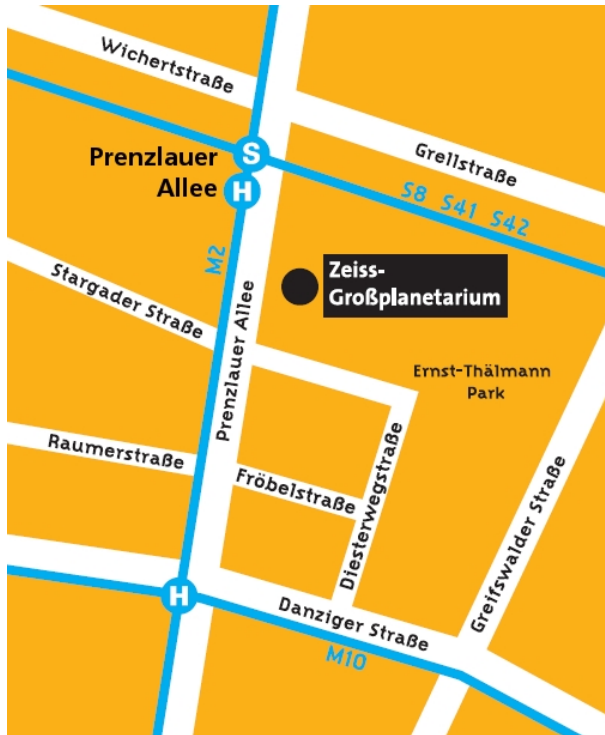 Wichertstraße
Grellstraße
S
Prenzlauer
Allee
H
S8 S41 S42
M2
Zeiss-
Großplanetarium
Stargader Straße
Prenzlauer Allee
Ernst-Thälmann
Park
Raumerstraße
Fröbelstraße
Diesterwegstraße
Greifswalder Straße
H
Danziger Straße
M10